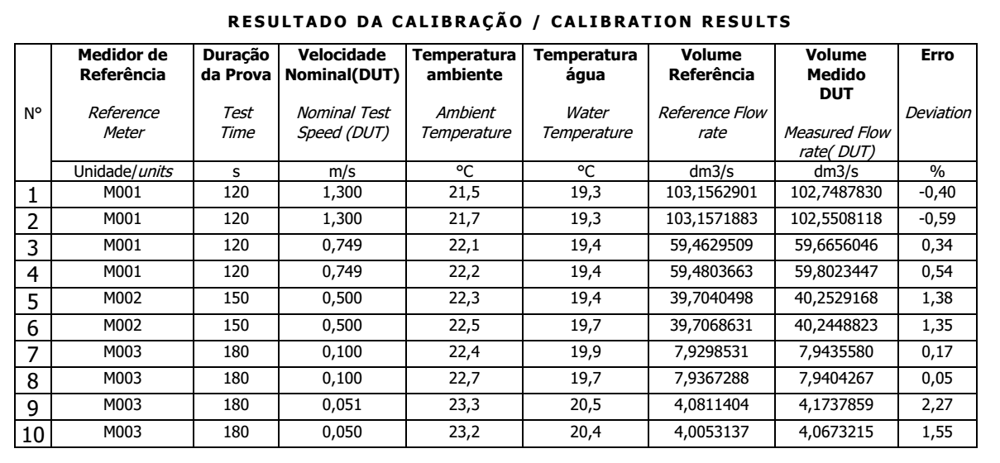 RESULTADO DA CALIBRAÇÃO / CALIBRATION RESULTS
N° Medidor de Referência Reference Meter Duração da Prova Test Time Velocidade Nominal(DUT) Nominal Test Speed (DUT) Temperatura ambiente Ambient Temperature Temperatura água Water Temperature Volume Referência Reference Flow rate Volume Medido DUT Measured Flow rate( DUT) Erro Deviation
Unidade/units s m/s °C °C dm3/s dm3/s %
1 M001 120 1,300 21,5 19,3 103,1562901 102,7487830 -0,40
2 M001 120 1,300 21,7 19,3 103,1571883 102,5508118 -0,59
3 M001 120 0,749 22,1 19,4 59,4629509 59,6656046 0,34
4 M001 120 0,749 22,2 19,4 59,4803663 59,8023447 0,54
5 M002 150 0,500 22,3 19,4 39,7040498 40,2529168 1,38
6 M002 150 0,500 22,5 19,7 39,7068631 40,2448823 1,35
7 M003 180 0,100 22,4 19,9 7,9298531 7,9435580 0,17
8 M003 180 0,100 22,7 19,7 7,9367288 7,9404267 0,05
9 M003 180 0,051 23,3 20,5 4,0811404 4,1737859 2,27
10 M003 180 0,050 23,2 20,4 4,0053137 4,0673215 1,55